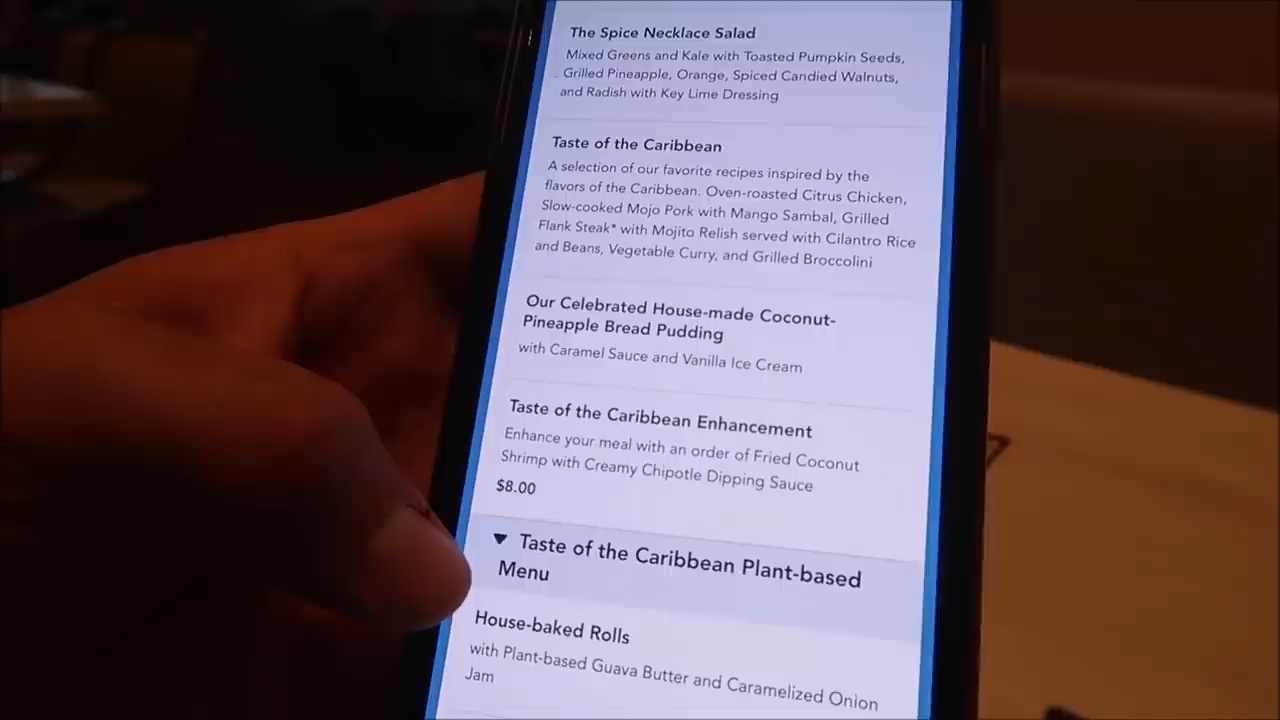 The Spice Necklace Salad
Mixed Greens and Kale with Toasted Pumpkin Seeds,
Grilled Pineapple, Orange, Spiced Candied Walnuts,
and Radish with Key Lime Dressing
Taste of the Caribbean
A selection of our favorite recipes inspired by the
flavors of the Caribbean. Oven-roasted Citrus Chicken,
Slow-cooked Mojo Pork with Mango Sambal, Grilled
Flank Steak* with Mojito Relish served with Cilantro Rice
and Beans, Vegetable Curry, and Grilled Broccolini
Our Celebrated House-made Coconut-
Pineapple Bread Pudding
with Caramel Sauce and Vanilla Ice Cream
Taste of the Caribbean Enhancement
Enhance your meal with an order of Fried Coconut
Shrimp with Creamy Chipotle Dipping Sauce
$8.00
Taste of the Caribbean Plant-based
Menu
House-baked Rolls
with Plant-based Guava Butter and Caramelized Onion
Jam